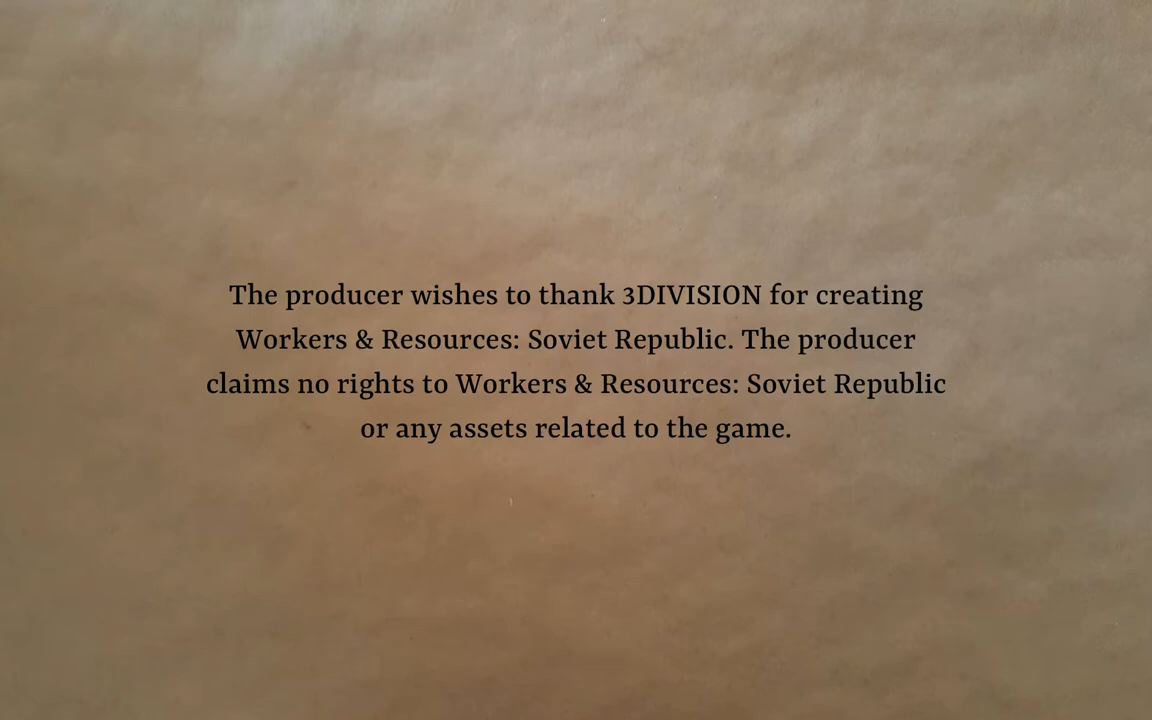 The producer wishes to thank 3DIVISION for creating
Workers & Resources: Soviet Republic. The producer
claims no rights to Workers & Resources: Soviet Republic
or any assets related to the game.